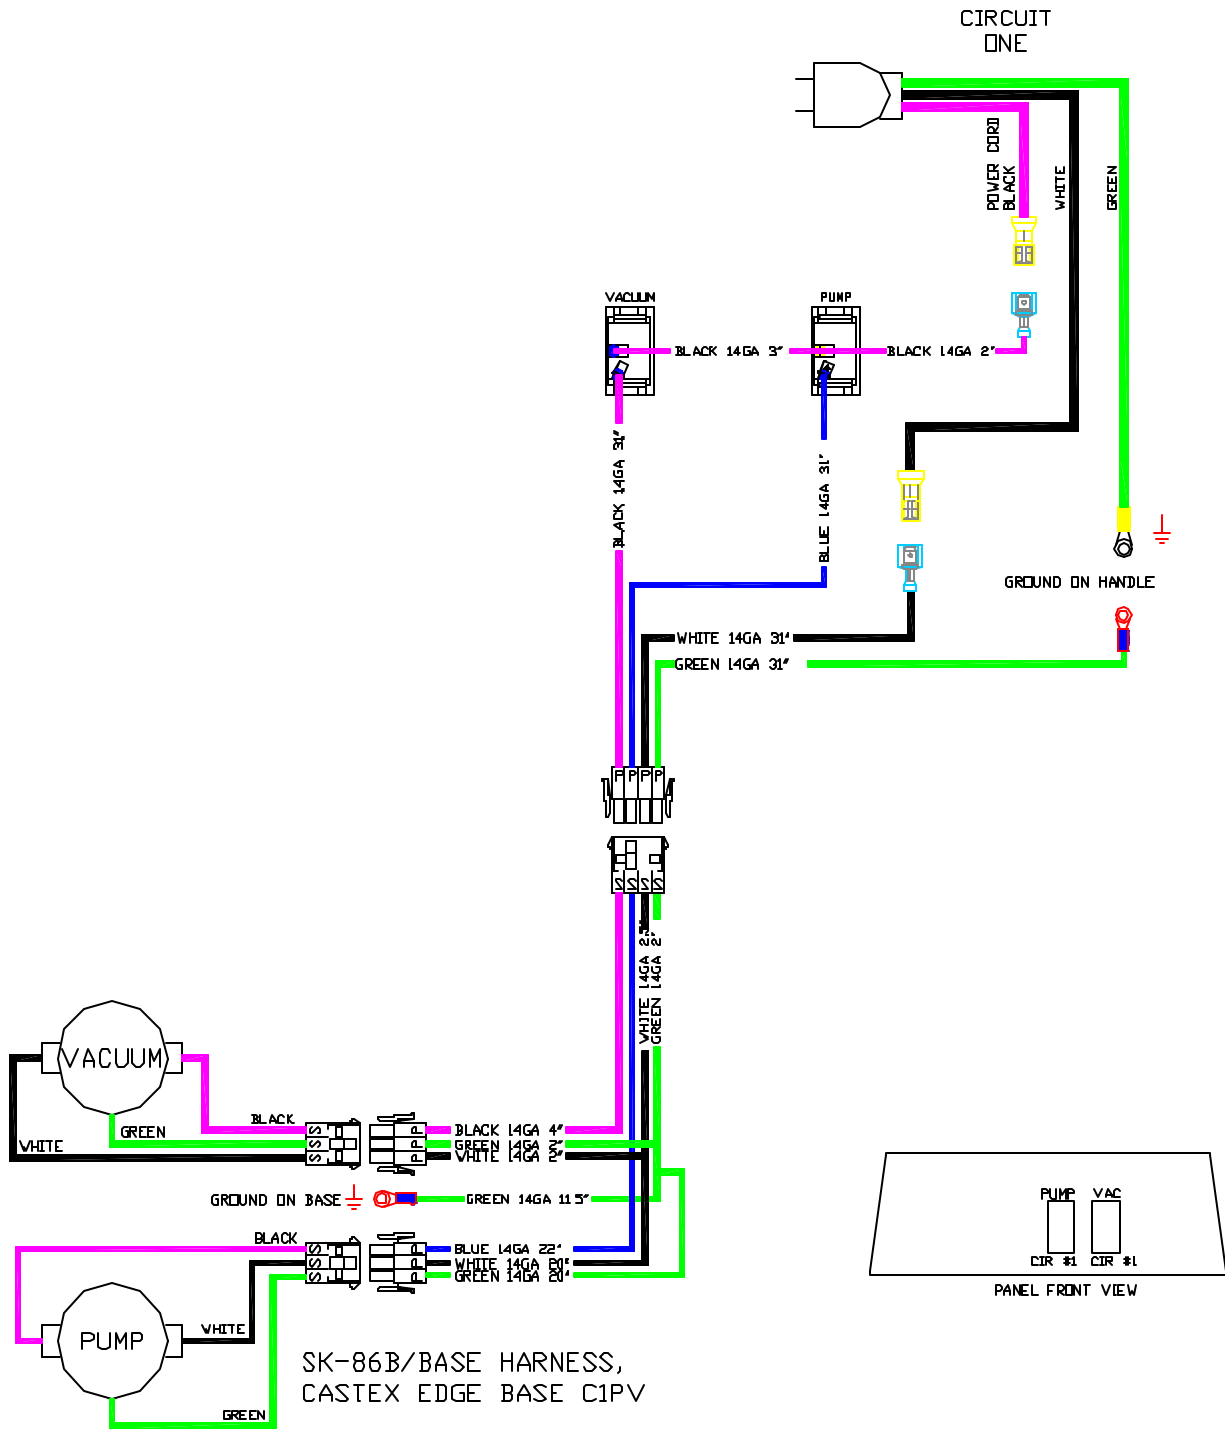 CIRCUIT
ONE
POWER CORD
BLACK
WHITE
GREEN
VACUUM
PUMP
BLACK 14GA 3"
BLACK 14GA 2"
BLACK 14GA 31"
BLUE 14GA 31"
GROUND ON HANDLE
WHITE 14GA 31"
GREEN 14GA 31"
P P P P
S S S S
WHITE 14GA
GREEN 14GA 2"
VACUUM
BLACK
GREEN
WHITE
S
S
S
P
P
P
BLACK 14GA 4"
GREEN 14GA 2"
WHITE 14GA 2"
GROUND ON BASE
GREEN 14GA 11.5"
BLACK
S
S
S
P
BLUE 14GA 22"
WHITE 14GA 20"
GREEN 14GA 20"
PUMP
WHITE
GREEN
PUMP VAC
CIR #1 CIR #1
PANEL FRONT VIEW
SK-86B/BASE HARNESS,
CASTEX EDGE BASE C1PV